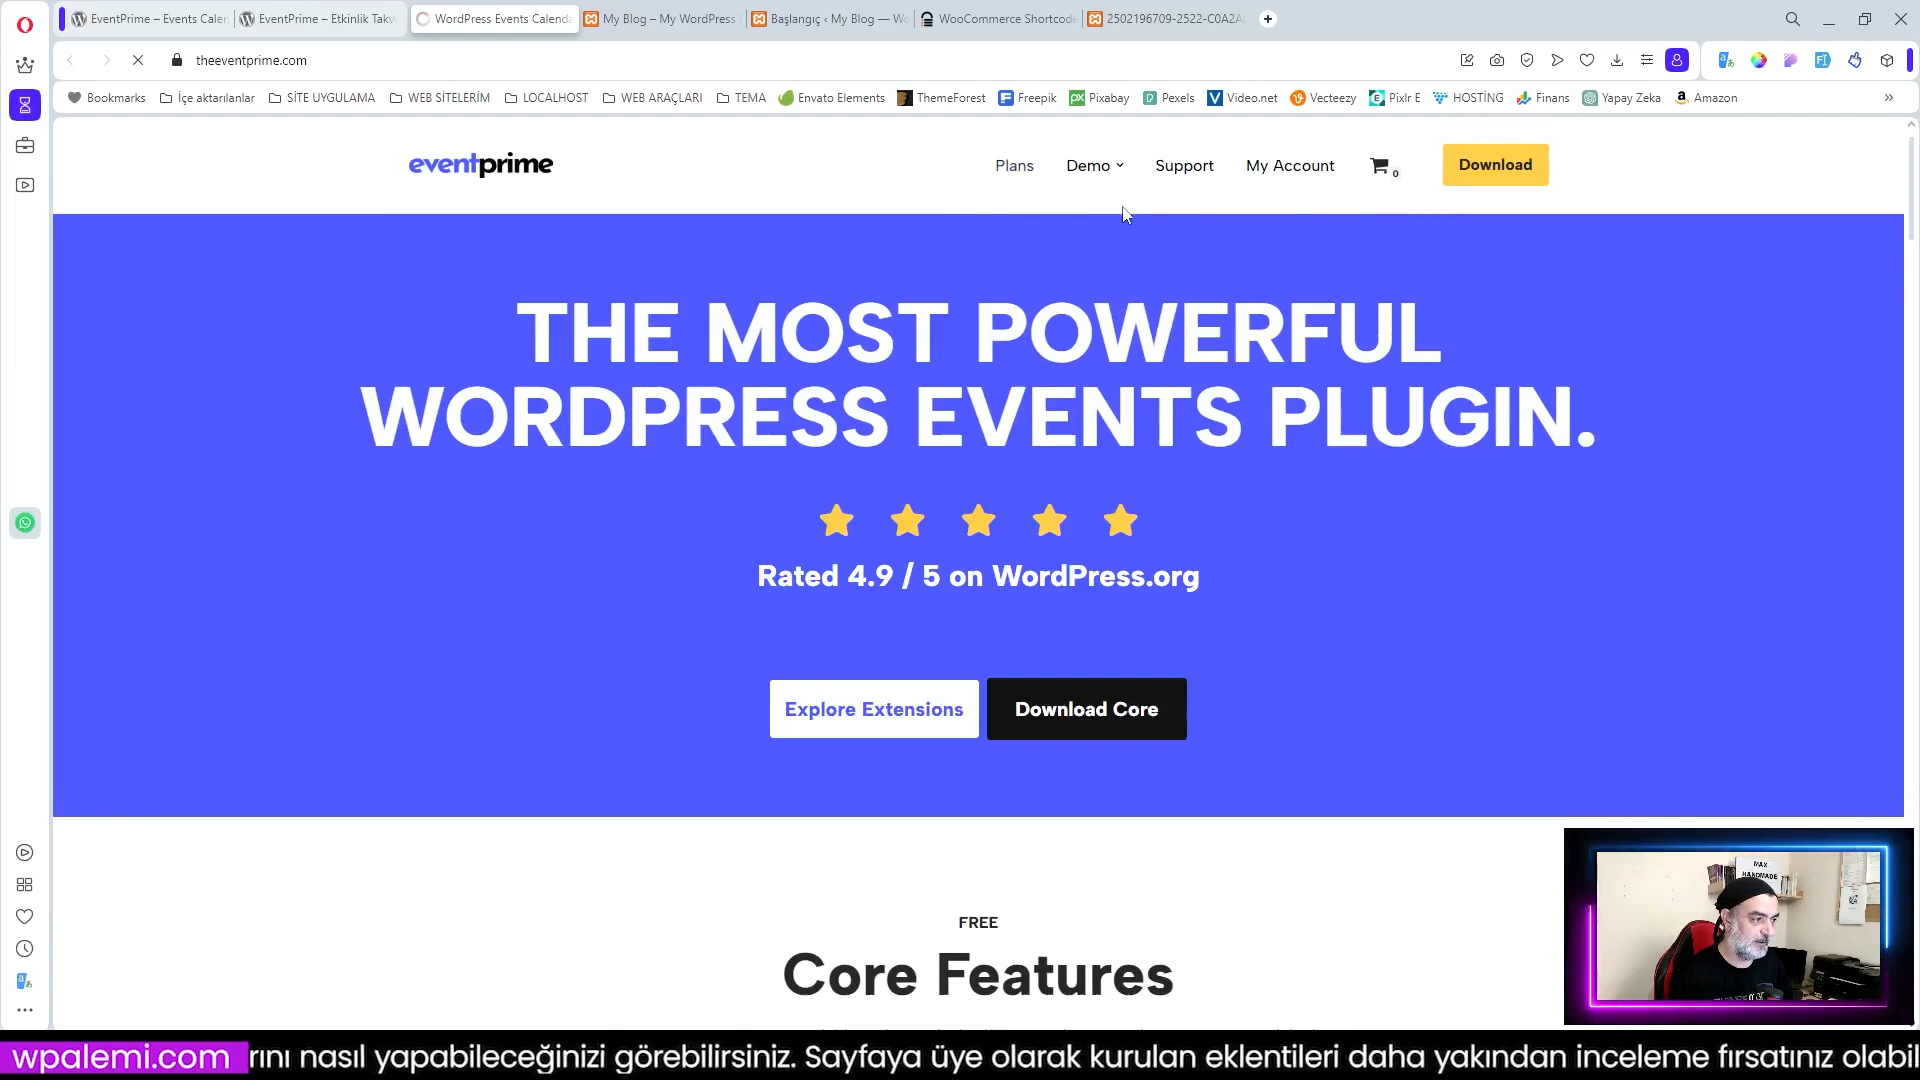 EventPrime – Events Caler
EventPrime – Etkinlik Takv
WordPress Events Calenda
My Blog – My WordPress
Başlangıç ‹ My Blog — Wo
WooCommerce Shortcode
2502196709-2522-C0A2A
theeventprime.com
Bookmarks
İçe aktarılanlar
SİTE UYGULAMA
WEB SİTELERİM
LOCALHOST
WEB ARAÇLARI
TEMA
Envato Elements
ThemeForest
Freepik
Pixabay
Pexels
Video.net
Vecteezy
Pixlr E
HOSTİNG
Finans
Yapay Zeka
Amazon
eventprime
Plans
Demo
Support
My Account
0
Download
THE MOST POWERFUL
WORDPRESS EVENTS PLUGIN.
Rated 4.9 / 5 on WordPress.org
Explore Extensions
Download Core
FREE
Core Features
MAX
HANDMADE
wpalemi.com
rını nasıl yapabileceğinizi görebilirsiniz. Sayfaya üye olarak kurulan eklentileri daha yakından inceleme fırsatınız olabil